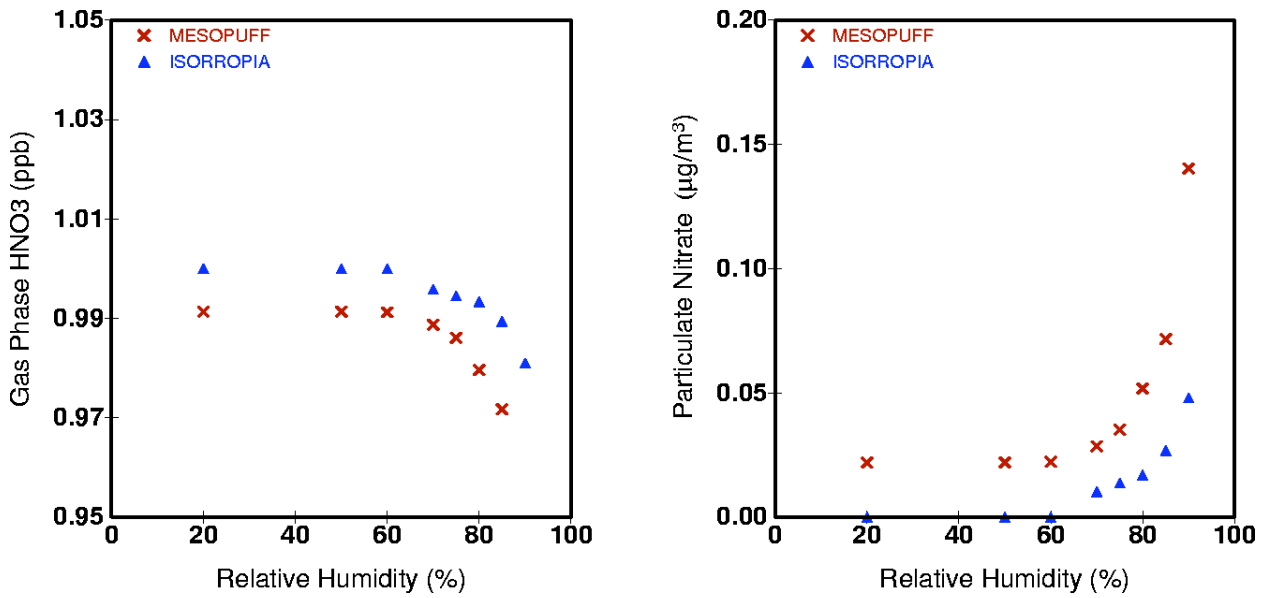 1.05
1.03
1.01
0.99
0.97
0.95
Gas Phase HNO3 (ppb)
MESOPUFF
ISORROPIA
0 20 40 60 80 100
Relative Humidity (%)
0.20
0.15
0.10
0.05
0.00
Particulate Nitrate (µg/m³)
MESOPUFF
ISORROPIA
0 20 40 60 80 100
Relative Humidity (%)